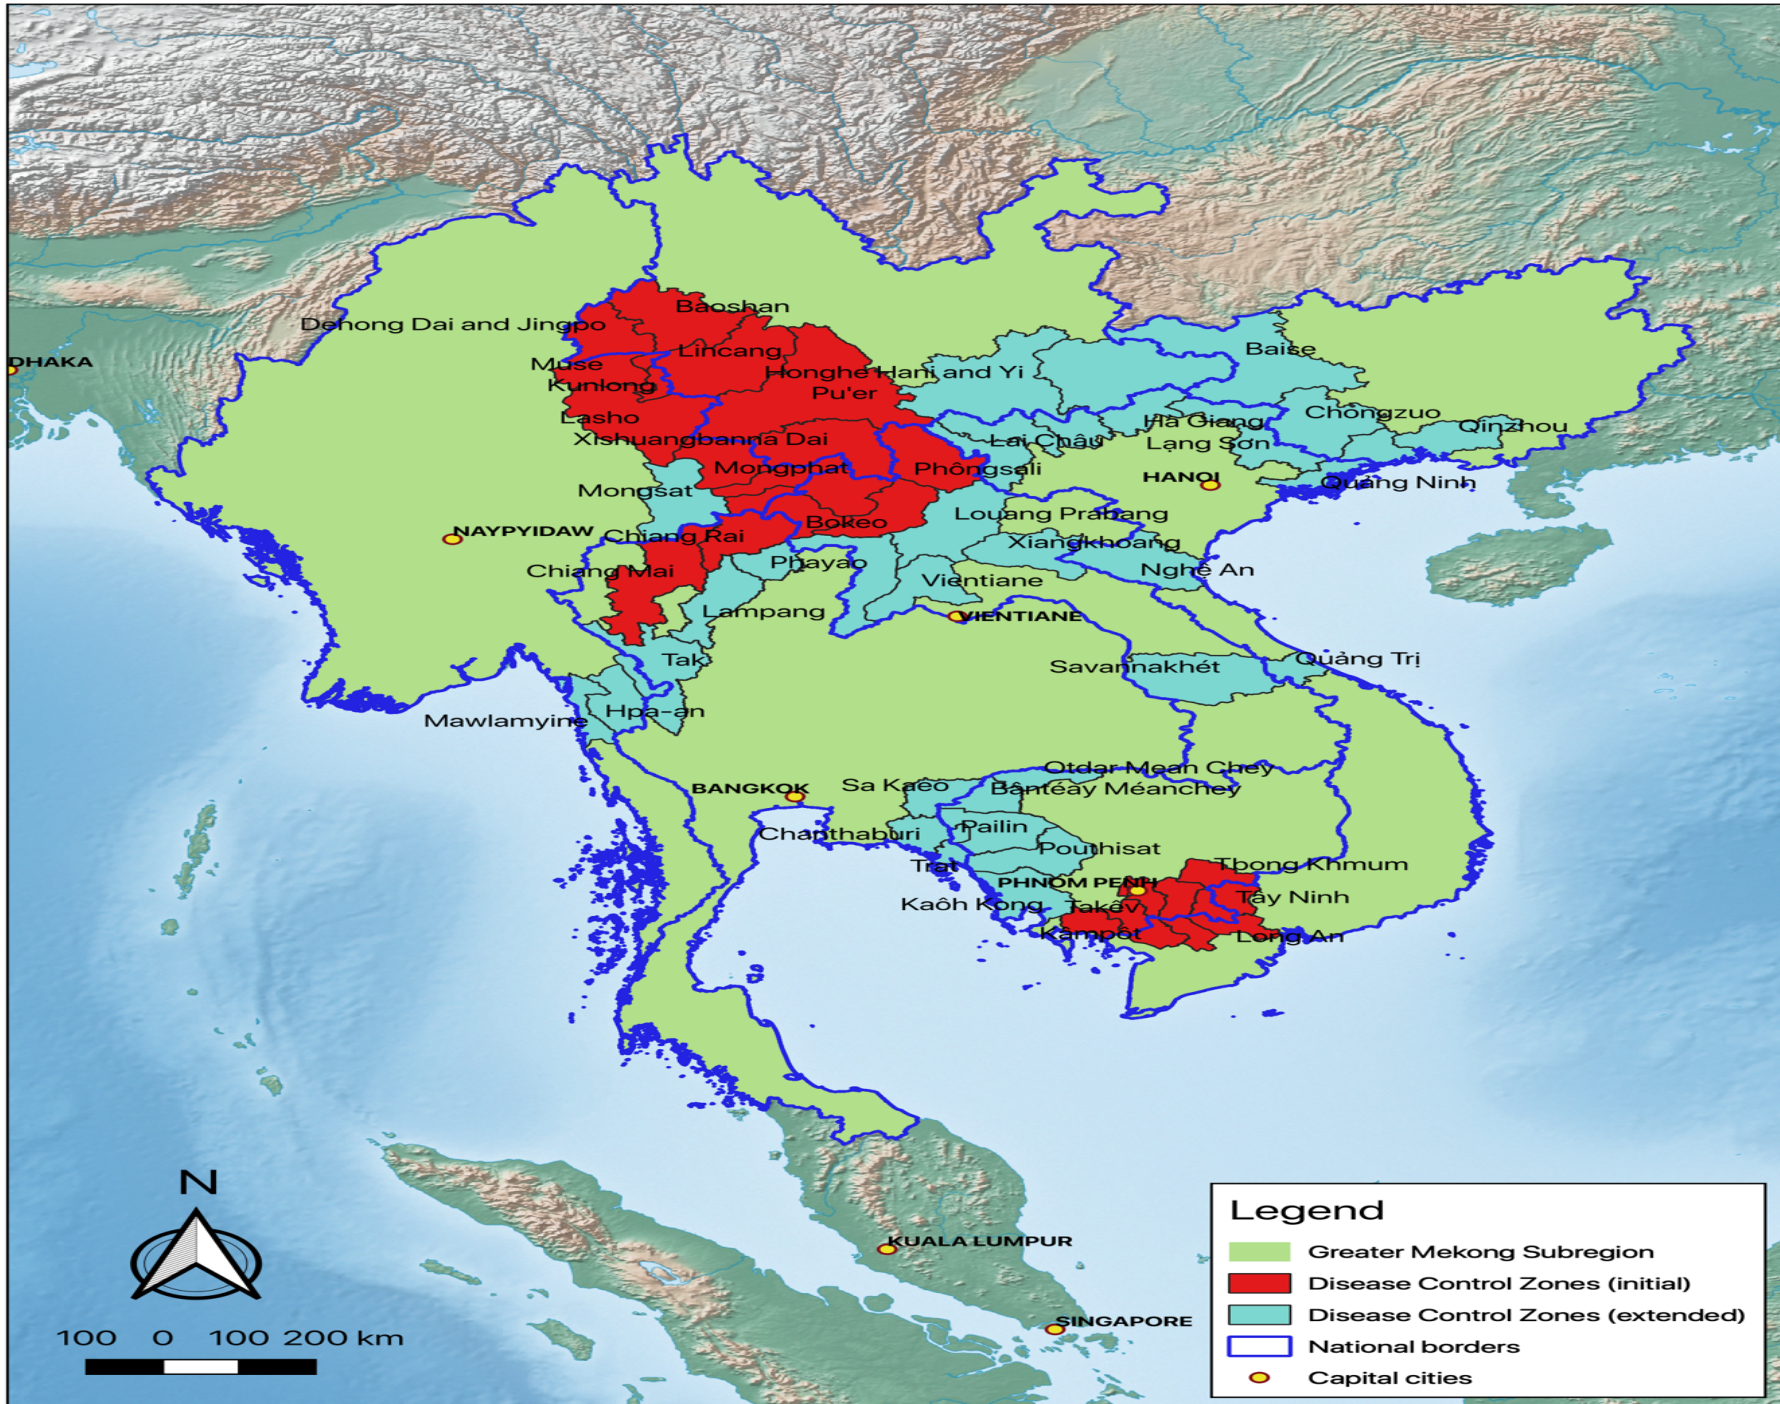 Baoshan
Dehong Dai and Jingpo
Lincang
Baise
DHAKA
Muse
Honghe Hani and Yi
Kunlong
Pu'er
Lasho
Chongzuo
Hà Giang
Qinzhou
Xishuangbanna Dai
Lai Châu
Lạng Sơn
Mongphat
Phôngsali
HANOI
Quảng Ninh
Mongsat
Louang Prabang
Bokeo
NAYPYIDAW
Chiang Rai
Xiangkhoang
Phayao
Chiang Mai
Nghệ An
Vientiane
Lampang
VIENTIANE
Tak
Savannakhét
Quảng Trị
Hpa-an
Mawlamyine
Otdar Mean Chey
Sa Kaeo
BANGKOK
Bântéay Méanchey
Pailin
Chanthaburi
Pouthisat
Trat
Tbong Khmum
PHNOM PENH
Tây Ninh
Kaôh Kong
Takêv
Kâmpôt
Long An
N
100 0 100 200 km
KUALA LUMPUR
SINGAPORE
Legend
Greater Mekong Subregion
Disease Control Zones (initial)
Disease Control Zones (extended)
National borders
Capital cities